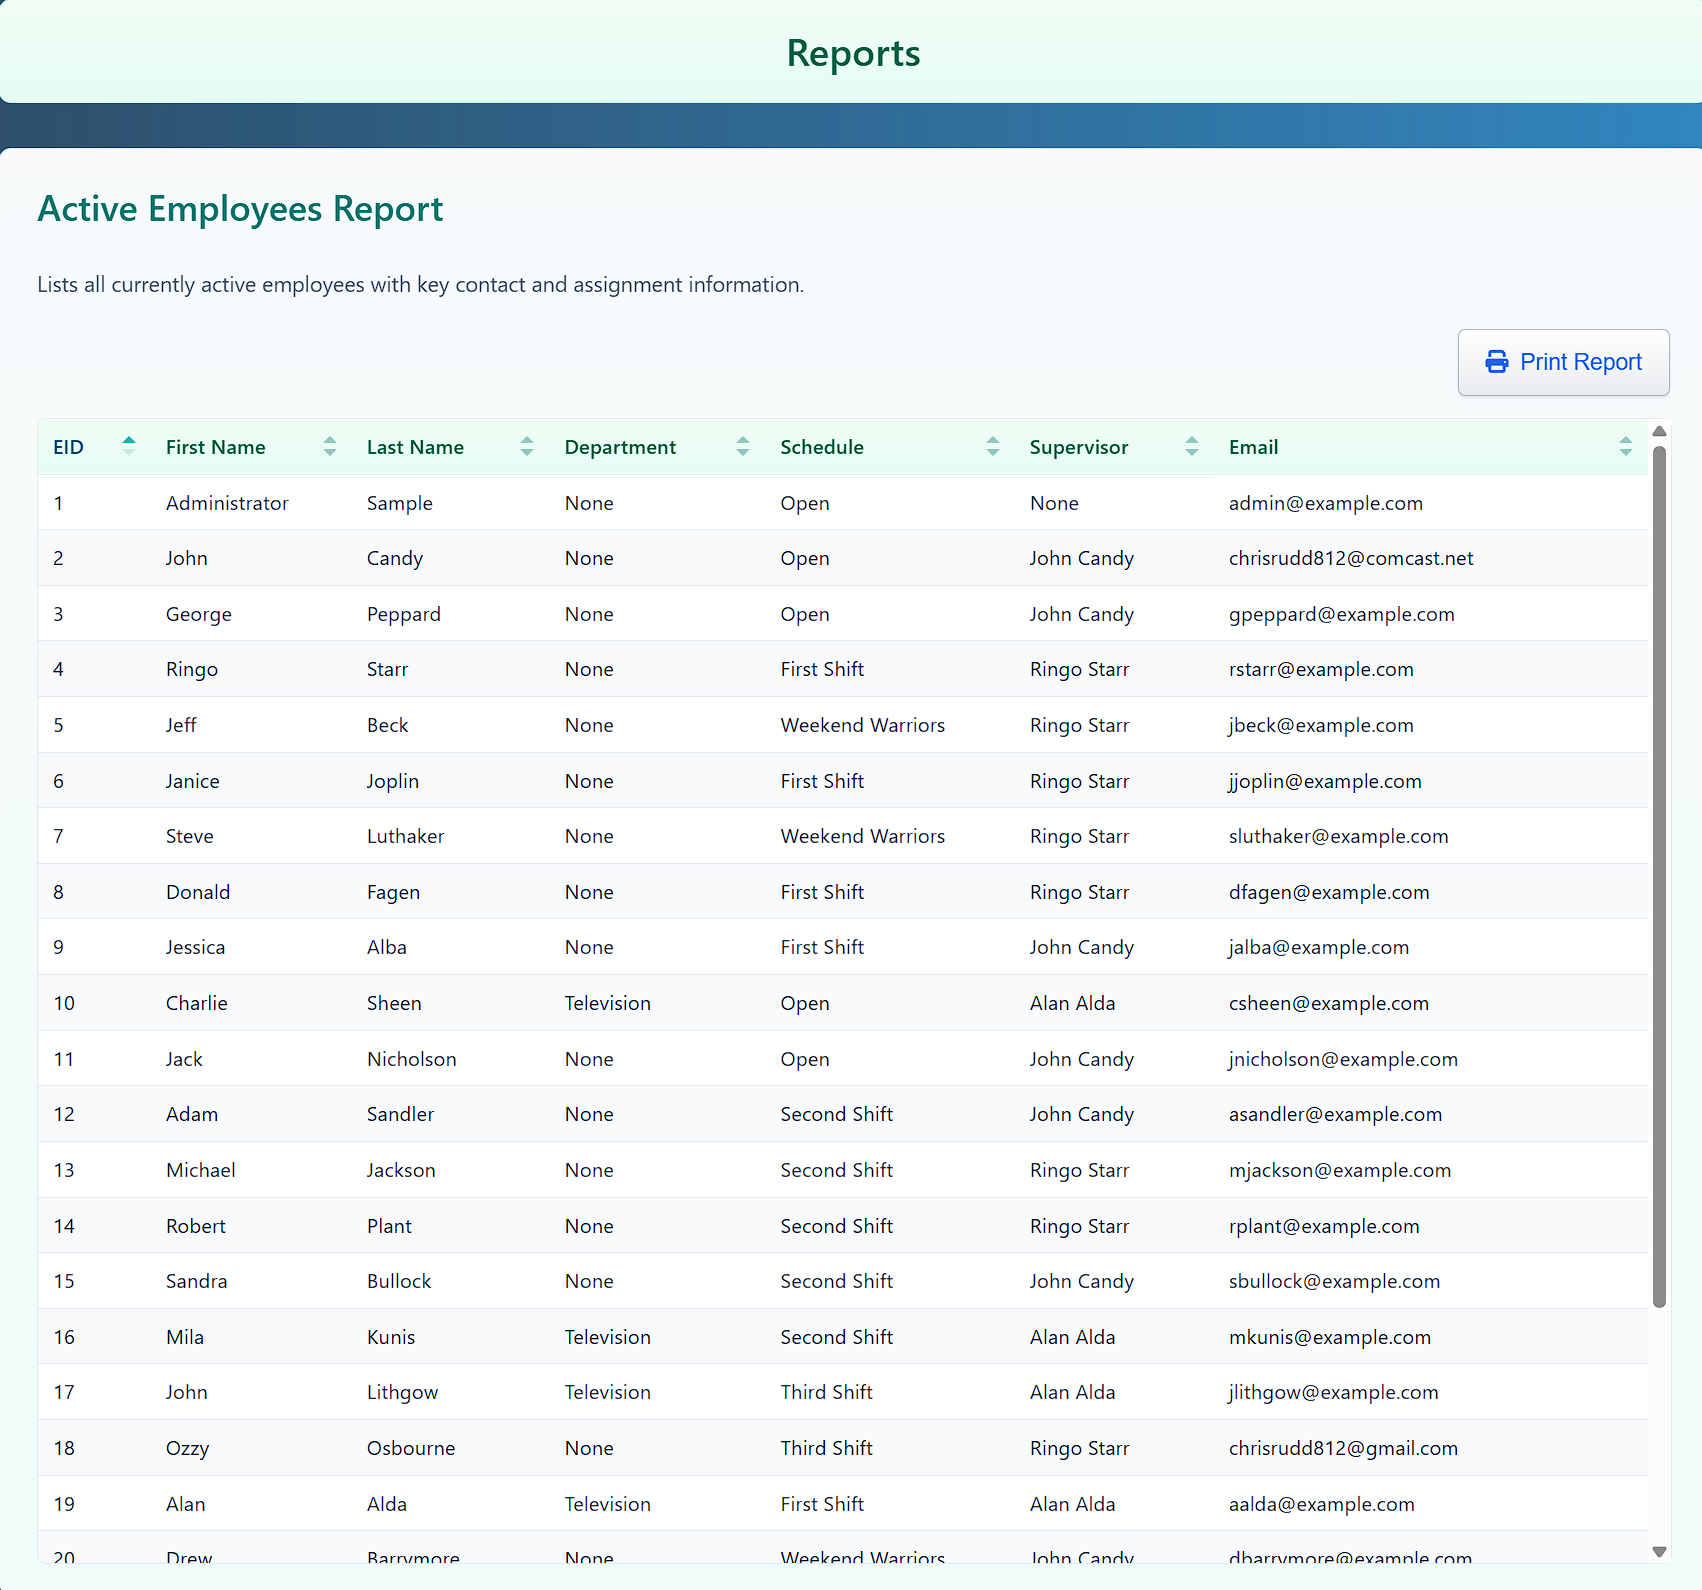 Reports
Active Employees Report
Lists all currently active employees with key contact and assignment information.
Print Report
EID First Name Last Name Department Schedule Supervisor Email
1 Administrator Sample None Open None admin@example.com
2 John Candy None Open John Candy chrisrudd812@comcast.net
3 George Peppard None Open John Candy gpeppard@example.com
4 Ringo Starr None First Shift Ringo Starr rstarr@example.com
5 Jeff Beck None Weekend Warriors Ringo Starr jbeck@example.com
6 Janice Joplin None First Shift Ringo Starr jjoplin@example.com
7 Steve Luthaker None Weekend Warriors Ringo Starr sluthaker@example.com
8 Donald Fagen None First Shift Ringo Starr dfagen@example.com
9 Jessica Alba None First Shift John Candy jalba@example.com
10 Charlie Sheen Television Open Alan Alda csheen@example.com
11 Jack Nicholson None Open John Candy jnicholson@example.com
12 Adam Sandler None Second Shift John Candy asandler@example.com
13 Michael Jackson None Second Shift Ringo Starr mjackson@example.com
14 Robert Plant None Second Shift Ringo Starr rplant@example.com
15 Sandra Bullock None Second Shift John Candy sbullock@example.com
16 Mila Kunis Television Second Shift Alan Alda mkunis@example.com
17 John Lithgow Television Third Shift Alan Alda jlithgow@example.com
18 Ozzy Osbourne None Third Shift Ringo Starr chrisrudd812@gmail.com
19 Alan Alda Television First Shift Alan Alda aalda@example.com
20 Drew Barrymore None Weekend Warriors John Candy dbarrymore@example.com